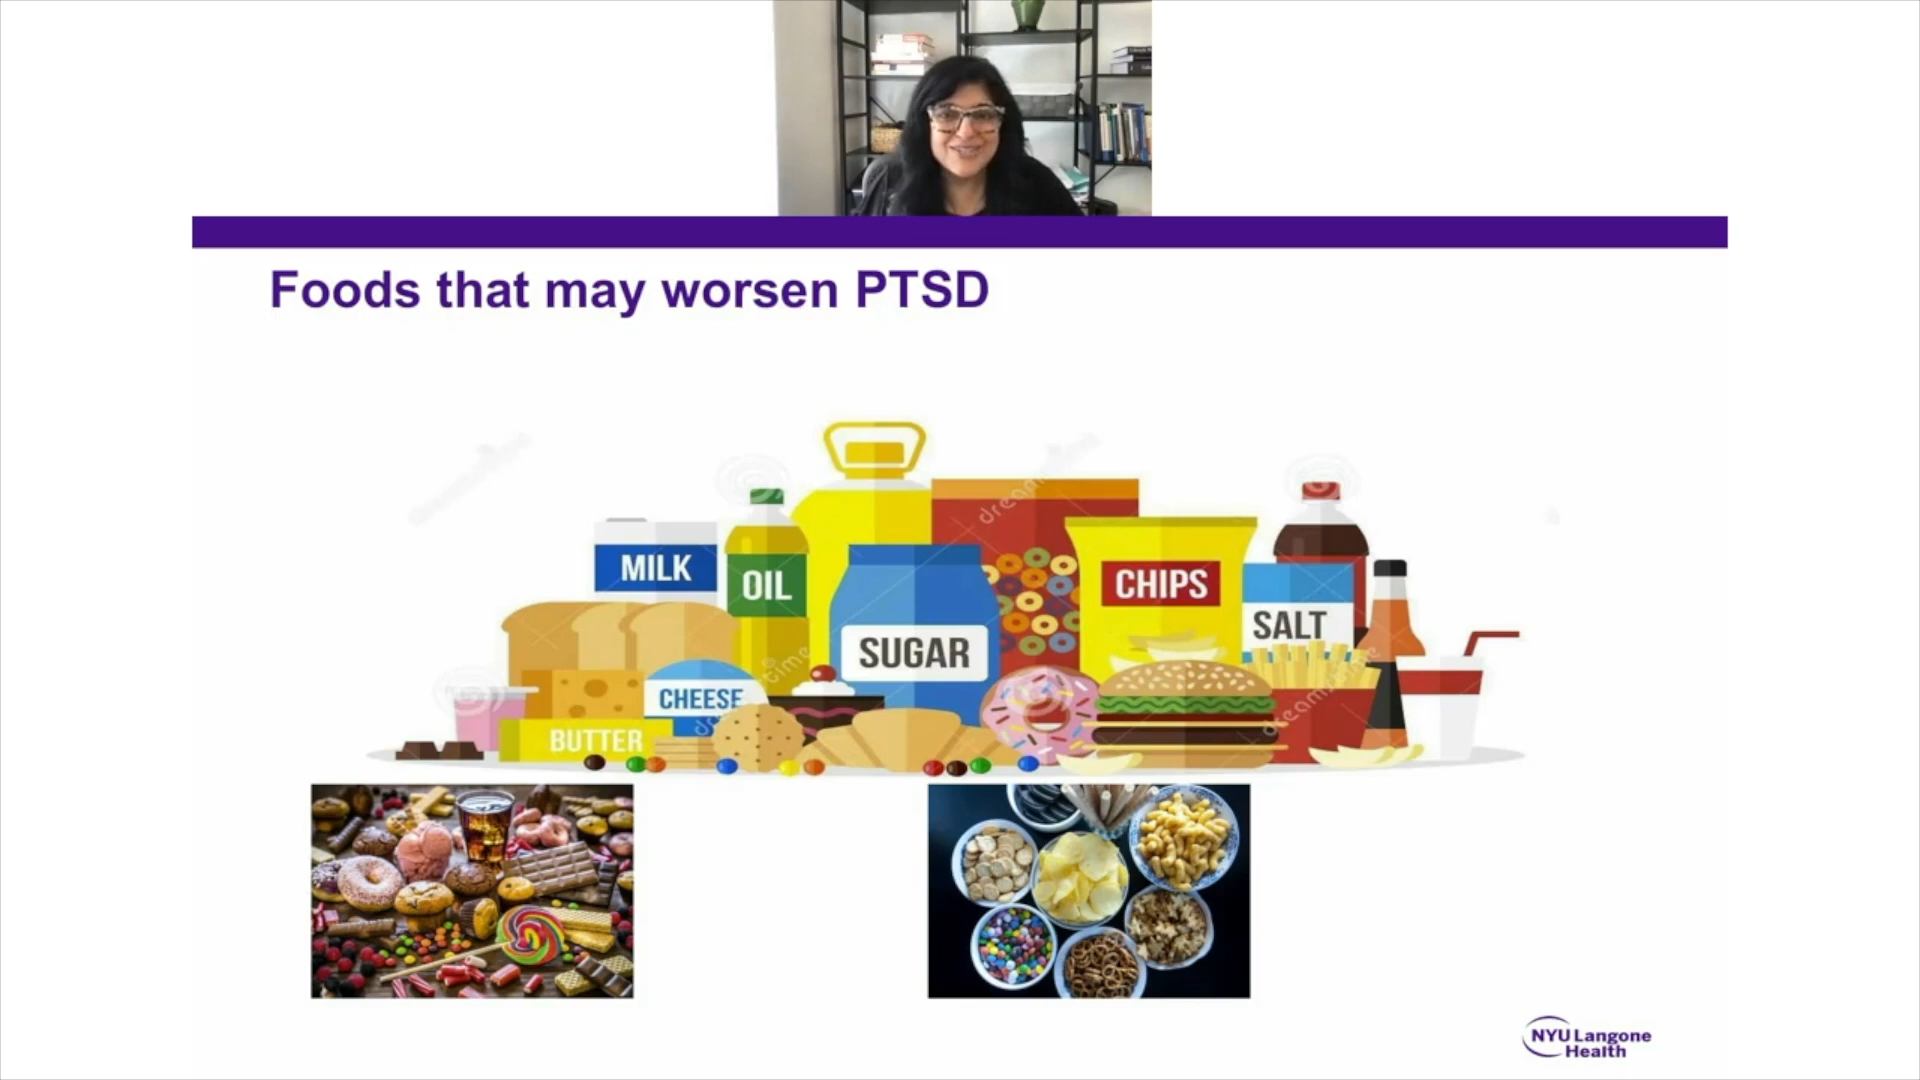 Foods that may worsen PTSD
MILK
OIL
SUGAR
CHIPS
SALT
CHEESE
BUTTER
NYU Langone
Health